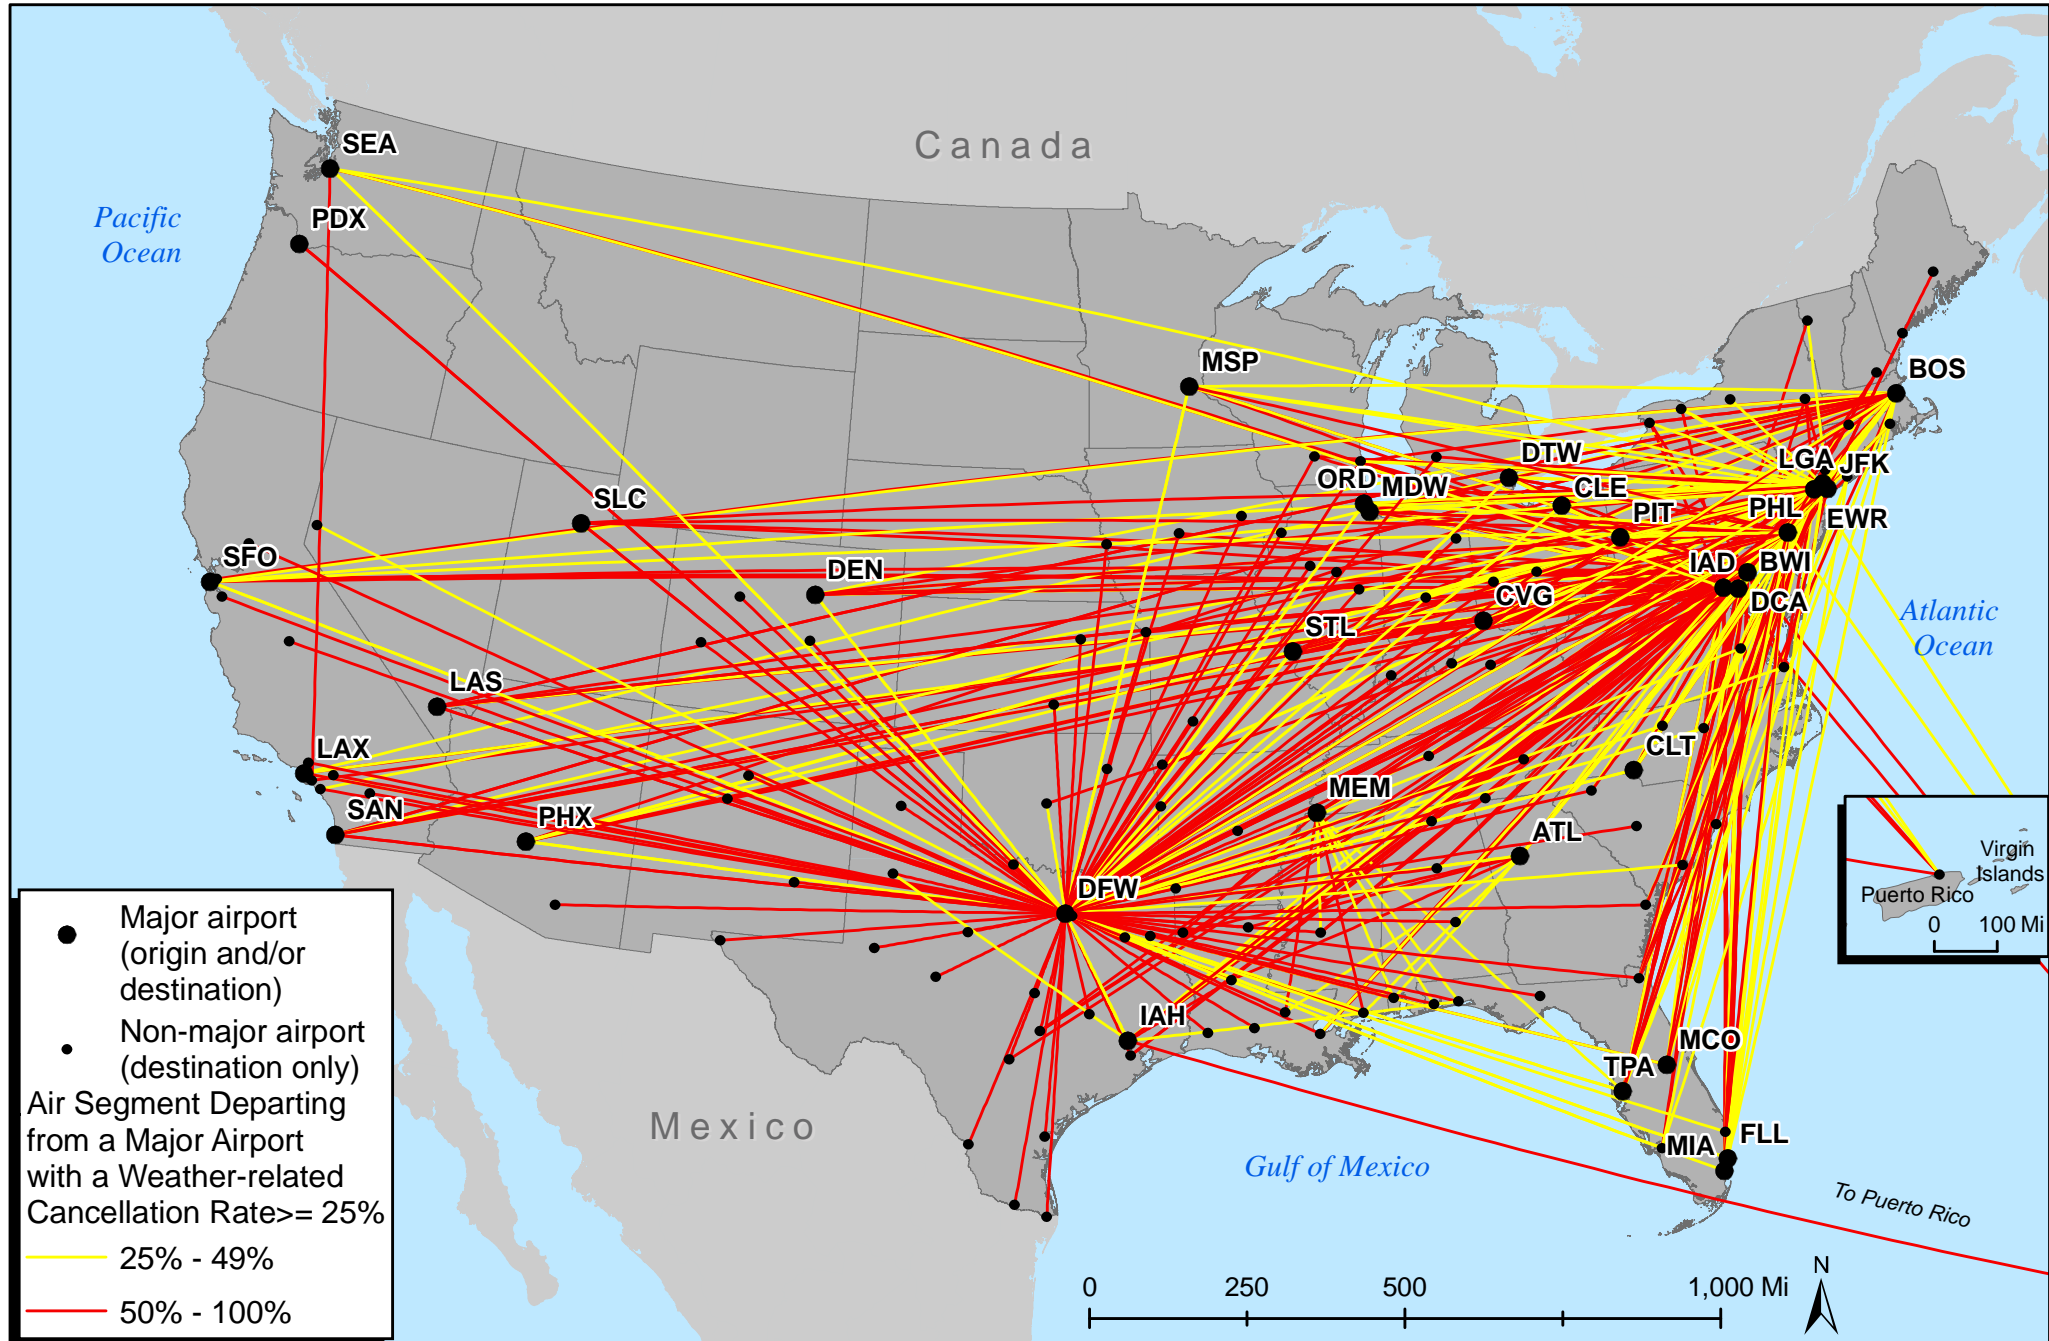 Canada
SEA
Pacific
Ocean
PDX
MSP
BOS
DTW
LGA
JFK
ORD
MDW
CLE
SLC
PIT
PHL
EWR
SFO
DEN
IAD
BWI
CVG
DCA
Atlantic
Ocean
STL
LAS
LAX
CLT
SAN
PHX
MEM
ATL
DFW
Virgin
Islands
Puerto Rico
0 100 Mi
IAH
MCO
TPA
Mexico
FLL
MIA
Gulf of Mexico
To Puerto Rico
Major airport
(origin and/or
destination)
Non-major airport
(destination only)
Air Segment Departing
from a Major Airport
with a Weather-related
Cancellation Rate>= 25%
25% - 49%
50% - 100%
0 250 500 1,000 Mi
N